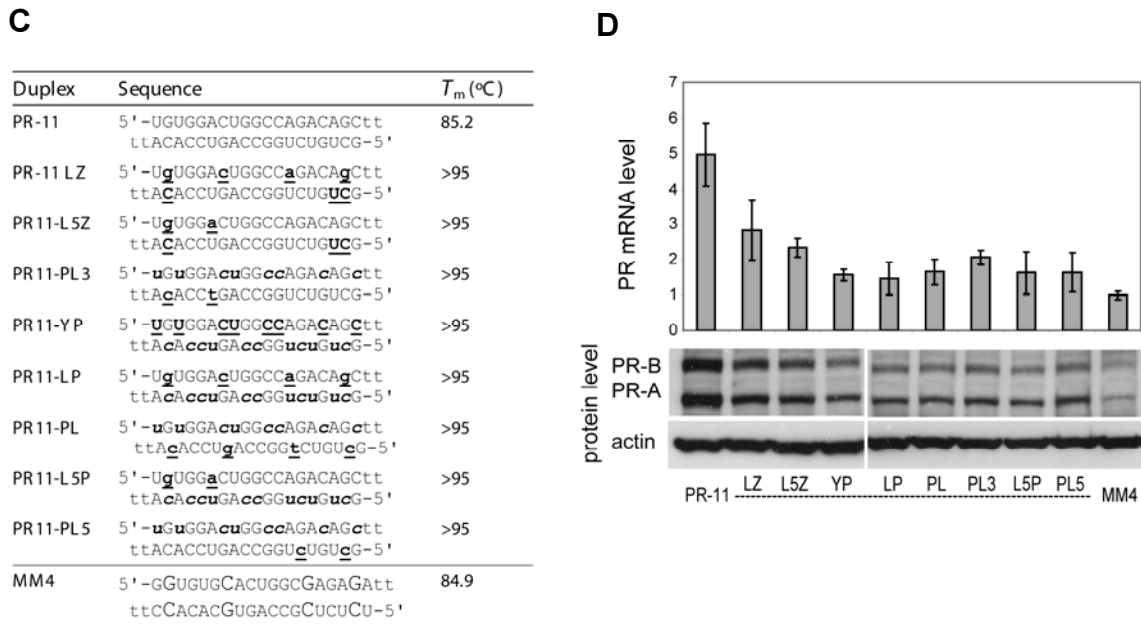 C
Duplex Sequence Tm (°C)
PR-11 5'-UGUGGACUGGCCAGACAGCtt 85.2
ttACACCUGACCGGUCUGUCG-5'
PR-11 LZ 5'-UgUGGAcUGGCCaGACAgCtt >95
ttACACCUGACCGGUCUGUCG-5'
PR11-L5Z 5'-UgUGGaCUGGCCAGACAGCtt >95
ttACACCUGACCGGUCUGUCG-5'
PR11-PL3 5'-uGuGGAcuGGccAGAcAGctt >95
ttAcACCtGACCGGUCUGUCG-5'
PR11-YP 5'-UGUGGACUGGCCAGACAGCtt >95
ttAcAccuGAccGGucuGucG-5'
PR11-LP 5'-UgUGGAcUGGCCaGACAgCtt >95
ttAcAccuGAccGGucuGucG-5'
PR11-PL 5'-uGuGGAcuGGccAGAcAGctt >95
ttAcACCUgACCGGtCUGUcG-5'
PR11-L5P 5'-UgUGGaCUGGCCAGACAGCtt >95
ttAcAccuGAccGGucuGucG-5'
PR11-PL5 5'-uGuGGAcuGGccAGAcAGctt >95
ttACACCUGACCGGUcUGUcG-5'
MM4 5'-GGUGUGCACUGGCGAGAGAtt 84.9
ttCCACACGUGACCGCUCUCU-5'
D
PR mRNA level
7
6
5
4
3
2
1
0
protein level
PR-B
PR-A
actin
PR-11 LZ L5Z YP LP PL PL3 L5P PL5 MM4